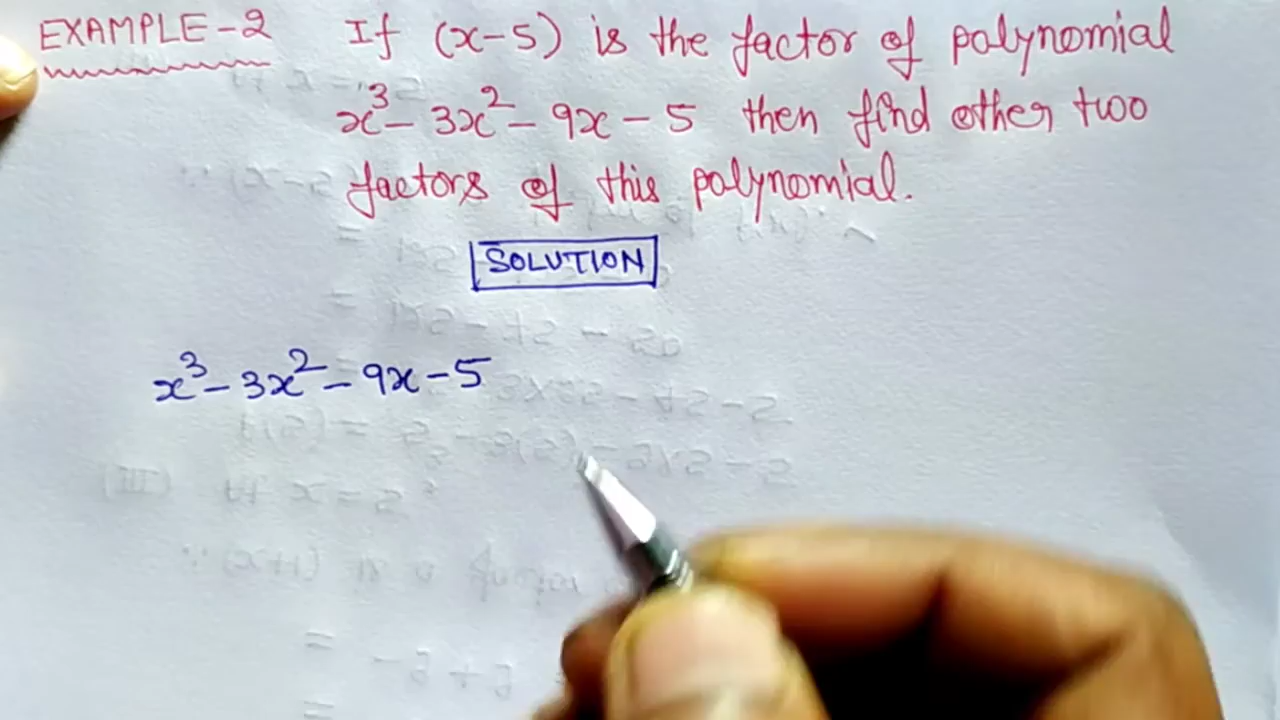 EXAMPLE-2 If (x-5) is the factor of polynomial
x³ - 3x² - 9x - 5 then find other two
factors of this polynomial.
SOLUTION
x³ - 3x² - 9x - 5